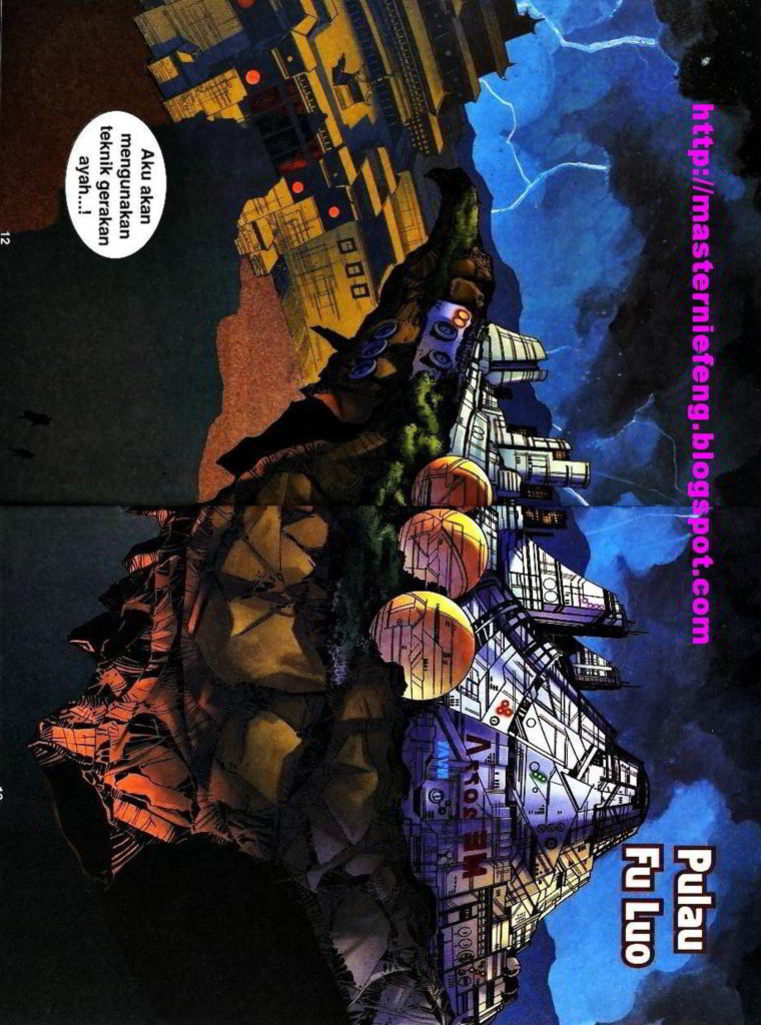 http://masterniefeng.blogspot.com
Pulau
Fu Luo
Aku akan
mengunakan
teknik gerakan
ayah...!
12